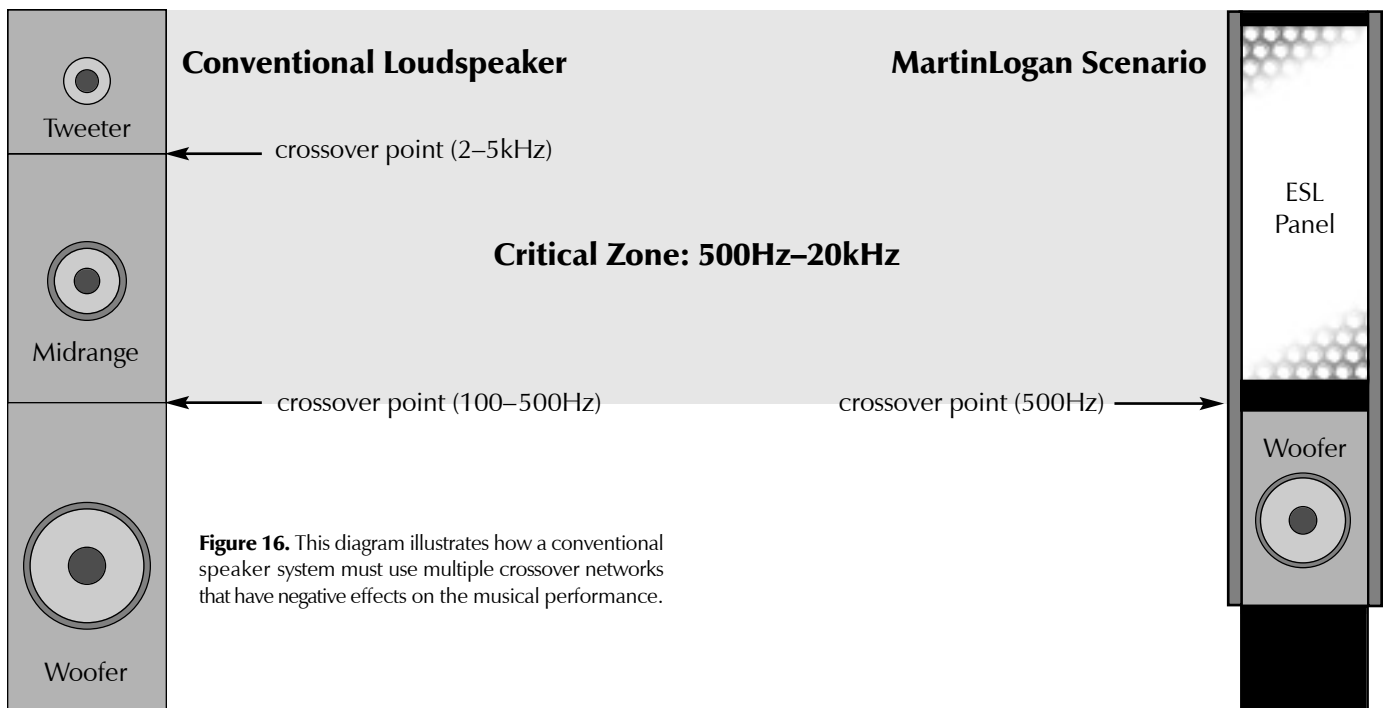 Conventional Loudspeaker
MartinLogan Scenario
Tweeter
crossover point (2–5kHz)
ESL
Panel
Critical Zone: 500Hz–20kHz
Midrange
crossover point (100–500Hz)
crossover point (500Hz)
Woofer
Figure 16. This diagram illustrates how a conventional
speaker system must use multiple crossover networks
that have negative effects on the musical performance.
Woofer